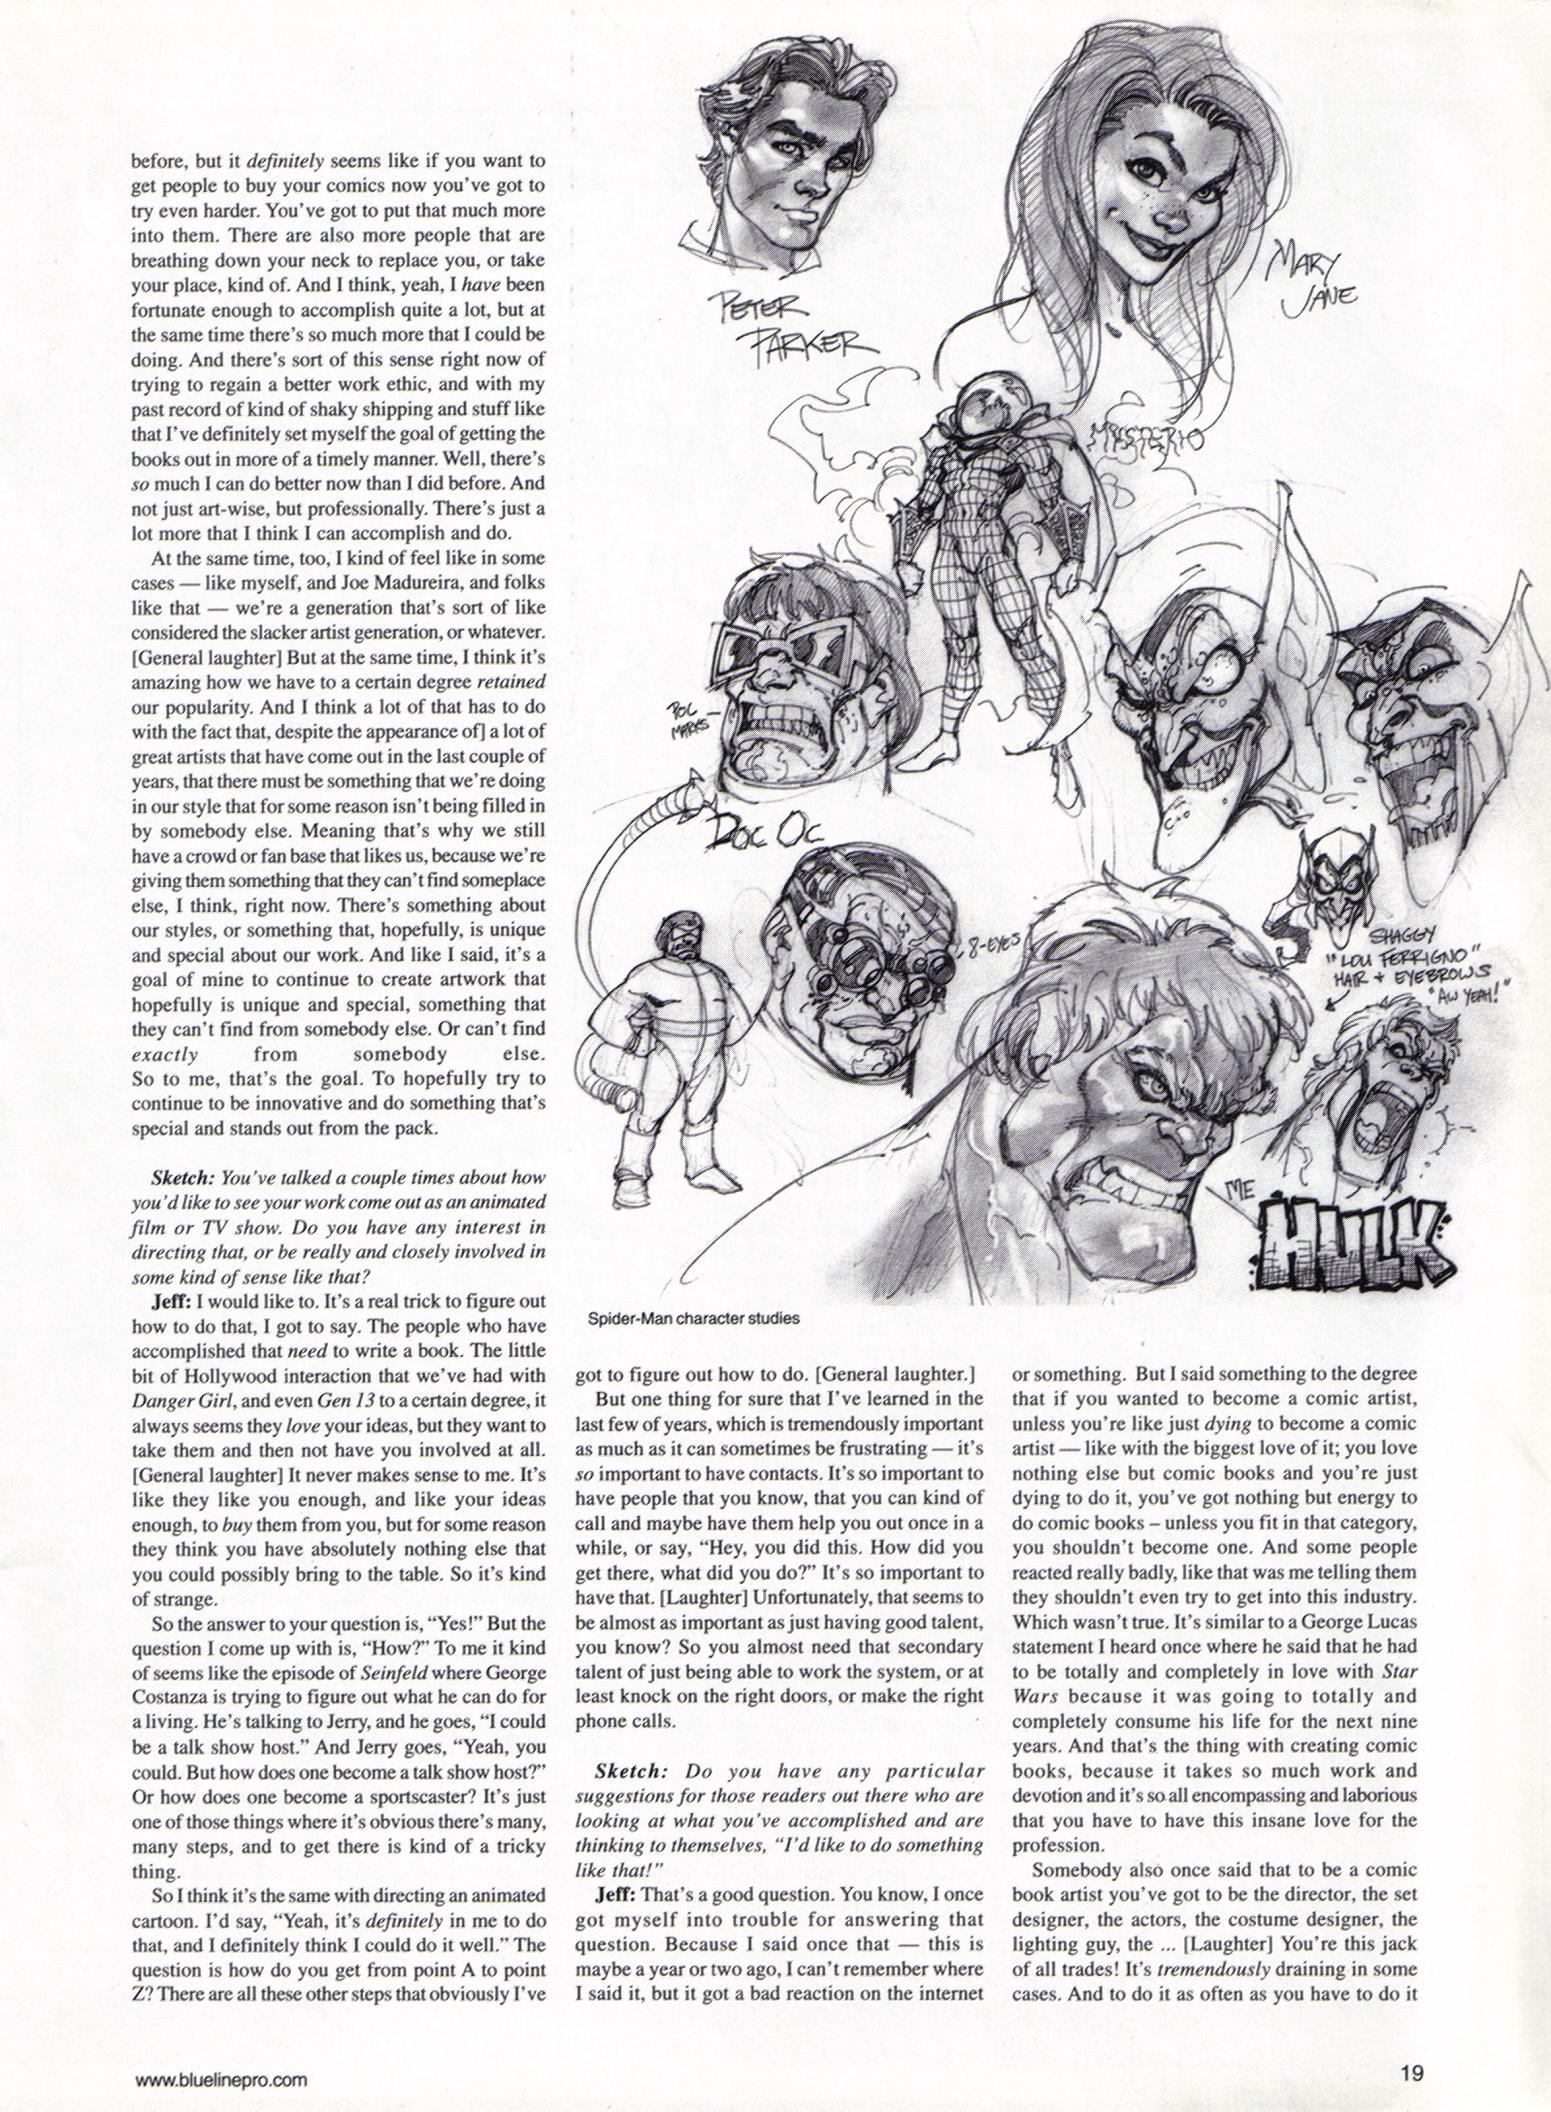 before, but it definitely seems like if you want to
get people to buy your comics now you've got to
try even harder. You've got to put that much more
into them. There are also more people that are
breathing down your neck to replace you, or take
your place, kind of. And I think, yeah, I have been
fortunate enough to accomplish quite a lot, but at
the same time there's so much more that I could be
doing. And there's sort of this sense right now of
trying to regain a better work ethic, and with my
past record of kind of shaky shipping and stuff like
that I've definitely set myself the goal of getting the
books out in more of a timely manner. Well, there's
so much I can do better now than I did before. And
not just art-wise, but professionally. There's just a
lot more that I think I can accomplish and do.
At the same time, too, I kind of feel like in some
cases — like myself, and Joe Madureira, and folks
like that — we're a generation that's sort of like
considered the slacker artist generation, or whatever.
[General laughter] But at the same time, I think it's
amazing how we have to a certain degree retained
our popularity. And I think a lot of that has to do
with the fact that, despite the appearance of] a lot of
great artists that have come out in the last couple of
years, that there must be something that we're doing
in our style that for some reason isn't being filled in
by somebody else. Meaning that's why we still
have a crowd or fan base that likes us, because we're
giving them something that they can't find someplace
else, I think, right now. There's something about
our styles, or something that, hopefully, is unique
and special about our work. And like I said, it's a
goal of mine to continue to create artwork that
hopefully is unique and special, something that
they can't find from somebody else. Or can't find
exactly from somebody else.
So to me, that's the goal. To hopefully try to
continue to be innovative and do something that's
special and stands out from the pack.
Sketch: You've talked a couple times about how
you'd like to see your work come out as an animated
film or TV show. Do you have any interest in
directing that, or be really and closely involved in
some kind of sense like that?
Jeff: I would like to. It's a real trick to figure out
how to do that, I got to say. The people who have
accomplished that need to write a book. The little
bit of Hollywood interaction that we've had with
Danger Girl, and even Gen 13 to a certain degree, it
always seems they love your ideas, but they want to
take them and then not have you involved at all.
[General laughter] It never makes sense to me. It's
like they like you enough, and like your ideas
enough, to buy them from you, but for some reason
they think you have absolutely nothing else that
you could possibly bring to the table. So it's kind
of strange.
So the answer to your question is, “Yes!” But the
question I come up with is, “How?” To me it kind
of seems like the episode of Seinfeld where George
Costanza is trying to figure out what he can do for
a living. He's talking to Jerry, and he goes, “I could
be a talk show host.” And Jerry goes, “Yeah, you
could. But how does one become a talk show host?”
Or how does one become a sportscaster? It's just
one of those things where it's obvious there's many,
many steps, and to get there is kind of a tricky
thing.
So I think it's the same with directing an animated
cartoon. I'd say, “Yeah, it's definitely in me to do
that, and I definitely think I could do it well.” The
question is how do you get from point A to point
Z? There are all these other steps that obviously I've
PETER
PARKER
MARY
JANE
MYSTERIO
POC
MARKS
DOC OC
8-EYES
SHAGGY
"LOU FERRIGNO"
HAIR + EYEBROWS
"AW YEAH!"
ME
HULK
Spider-Man character studies
got to figure out how to do. [General laughter.]
But one thing for sure that I've learned in the
last few of years, which is tremendously important
as much as it can sometimes be frustrating — it's
so important to have contacts. It's so important to
have people that you know, that you can kind of
call and maybe have them help you out once in a
while, or say, “Hey, you did this. How did you
get there, what did you do?” It's so important to
have that. [Laughter] Unfortunately, that seems to
be almost as important as just having good talent,
you know? So you almost need that secondary
talent of just being able to work the system, or at
least knock on the right doors, or make the right
phone calls.
Sketch: Do you have any particular
suggestions for those readers out there who are
looking at what you've accomplished and are
thinking to themselves, “I'd like to do something
like that!”
Jeff: That's a good question. You know, I once
got myself into trouble for answering that
question. Because I said once that — this is
maybe a year or two ago, I can't remember where
I said it, but it got a bad reaction on the internet
or something. But I said something to the degree
that if you wanted to become a comic artist,
unless you're like just dying to become a comic
artist — like with the biggest love of it; you love
nothing else but comic books and you're just
dying to do it, you've got nothing but energy to
do comic books – unless you fit in that category,
you shouldn't become one. And some people
reacted really badly, like that was me telling them
they shouldn't even try to get into this industry.
Which wasn't true. It's similar to a George Lucas
statement I heard once where he said that he had
to be totally and completely in love with Star
Wars because it was going to totally and
completely consume his life for the next nine
years. And that's the thing with creating comic
books, because it takes so much work and
devotion and it's so all encompassing and laborious
that you have to have this insane love for the
profession.
Somebody also once said that to be a comic
book artist you've got to be the director, the set
designer, the actors, the costume designer, the
lighting guy, the ... [Laughter] You're this jack
of all trades! It's tremendously draining in some
cases. And to do it as often as you have to do it
www.bluelinepro.com
19